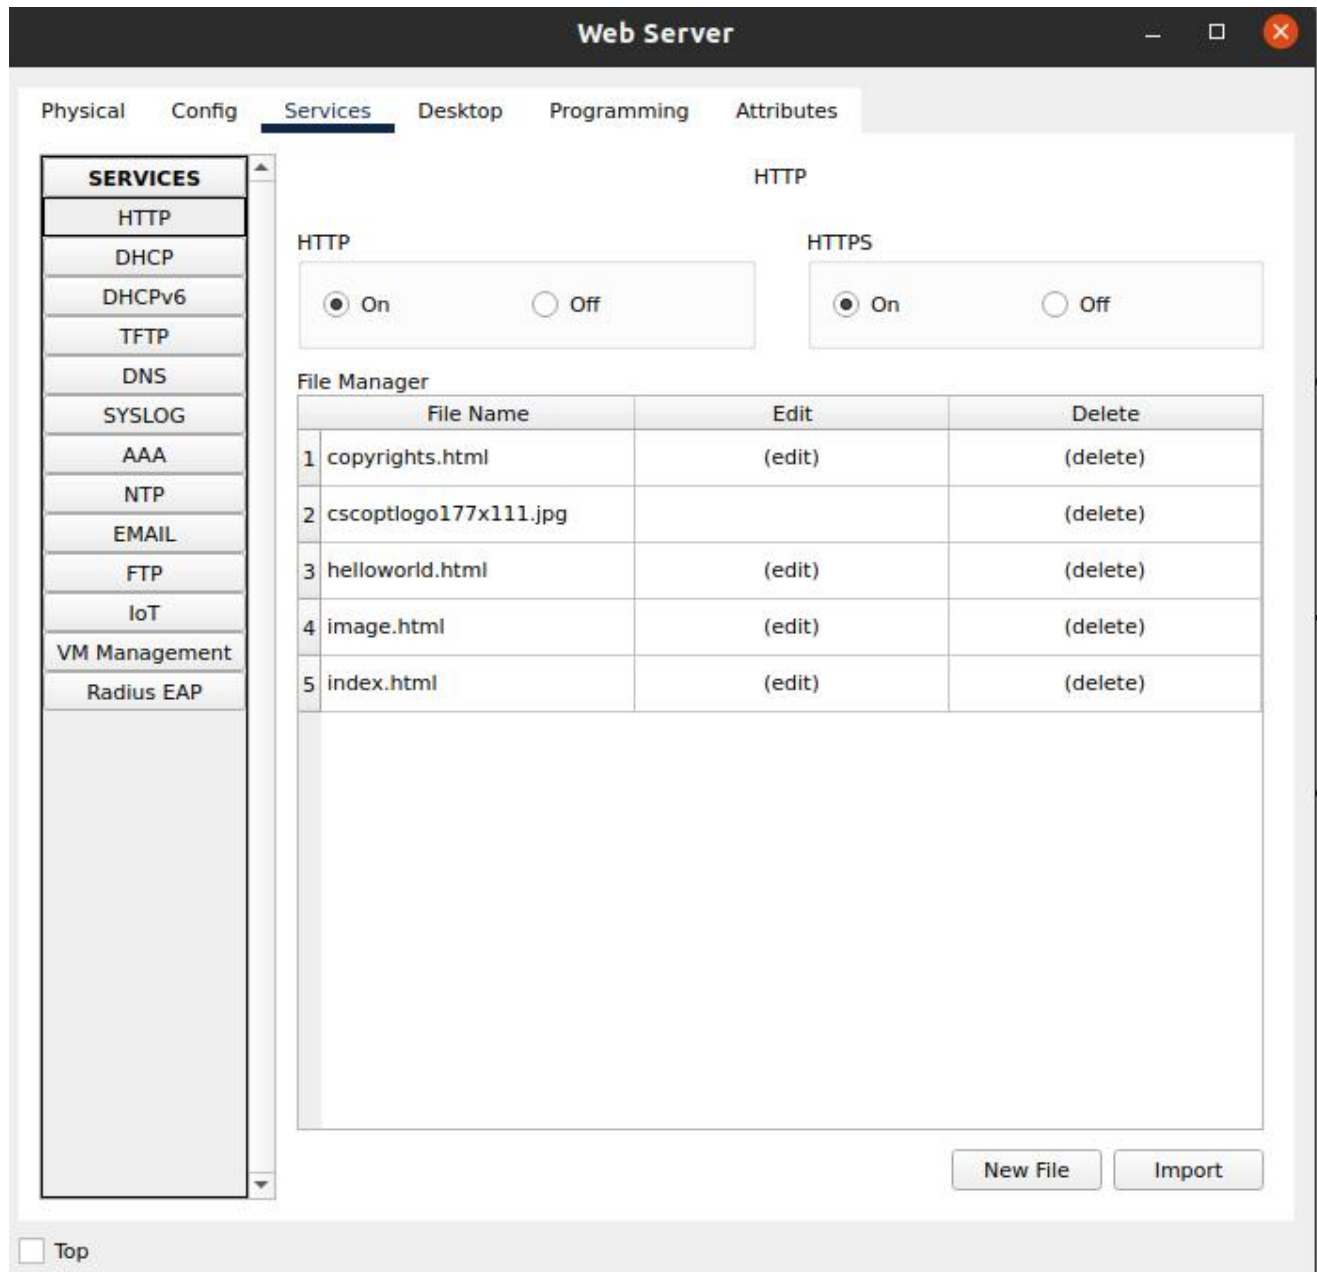 Web Server
Physical Config Services Desktop Programming Attributes
SERVICES
HTTP
DHCP
DHCPv6
TFTP
DNS
SYSLOG
AAA
NTP
EMAIL
FTP
IoT
VM Management
Radius EAP
HTTP
HTTP HTTPS
On Off On Off
File Manager
File Name Edit Delete
1 copyrights.html (edit) (delete)
2 cscoptlogo177x111.jpg (delete)
3 helloworld.html (edit) (delete)
4 image.html (edit) (delete)
5 index.html (edit) (delete)
New File Import
Top